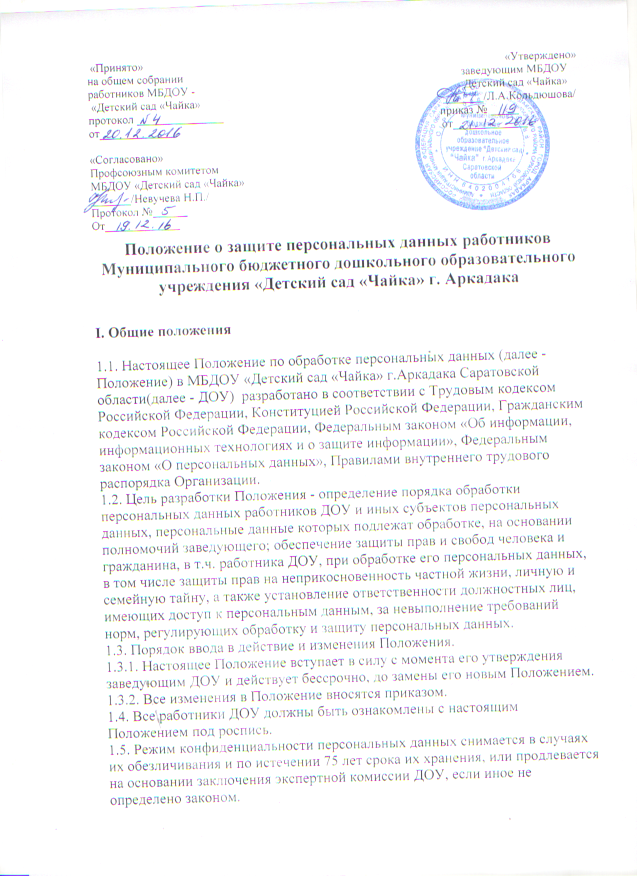 «Принято»
на общем собрании
работников МБДОУ -
«Детский сад «Чайка»
протокол №4
от 20.12.2016
«Утверждено»
заведующим МБДОУ
Детский сад «Чайка»
/Л.А.Кольдюшова/
приказ № 119
от 21.12.2016
дошкольное
образовательное
учреждение "Детский сад
"Чайка" г. Аркадака
Саратовской
области
«Согласовано»
Профсоюзным комитетом
МБДОУ «Детский сад «Чайка»
/Невучева Н.П./
Протокол № 5
От 19.12.16
Положение о защите персональных данных работников
Муниципального бюджетного дошкольного образовательного
учреждения «Детский сад «Чайка» г. Аркадака
I. Общие положения
1.1. Настоящее Положение по обработке персональных данных (далее -
Положение) в МБДОУ «Детский сад «Чайка» г.Аркадака Саратовской
области(далее - ДОУ) разработано в соответствии с Трудовым кодексом
Российской Федерации, Конституцией Российской Федерации, Гражданским
кодексом Российской Федерации, Федеральным законом «Об информации,
информационных технологиях и о защите информации», Федеральным
законом «О персональных данных», Правилами внутреннего трудового
распорядка Организации.
1.2. Цель разработки Положения - определение порядка обработки
персональных данных работников ДОУ и иных субъектов персональных
данных, персональные данные которых подлежат обработке, на основании
полномочий заведующего; обеспечение защиты прав и свобод человека и
гражданина, в т.ч. работника ДОУ, при обработке его персональных данных,
в том числе защиты прав на неприкосновенность частной жизни, личную и
семейную тайну, а также установление ответственности должностных лиц,
имеющих доступ к персональным данным, за невыполнение требований
норм, регулирующих обработку и защиту персональных данных.
1.3. Порядок ввода в действие и изменения Положения.
1.3.1. Настоящее Положение вступает в силу с момента его утверждения
заведующим ДОУ и действует бессрочно, до замены его новым Положением.
1.3.2. Все изменения в Положение вносятся приказом.
1.4. Все\работники ДОУ должны быть ознакомлены с настоящим
Положением под роспись.
1.5. Режим конфиденциальности персональных данных снимается в случаях
их обезличивания и по истечении 75 лет срока их хранения, или продлевается
на основании заключения экспертной комиссии ДОУ, если иное не
определено законом.